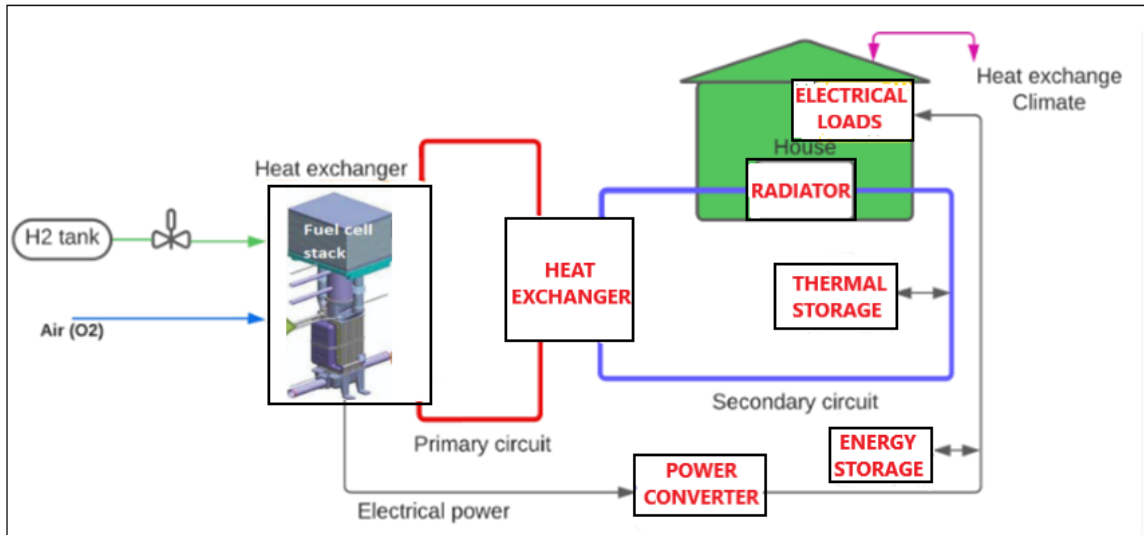 Heat exchange
Climate
ELECTRICAL
LOADS
House
Heat exchanger
RADIATOR
H2 tank
Fuel cell
stack
HEAT
EXCHANGER
THERMAL
STORAGE
Air (O2)
Secondary circuit
Primary circuit
ENERGY
STORAGE
POWER
CONVERTER
Electrical power